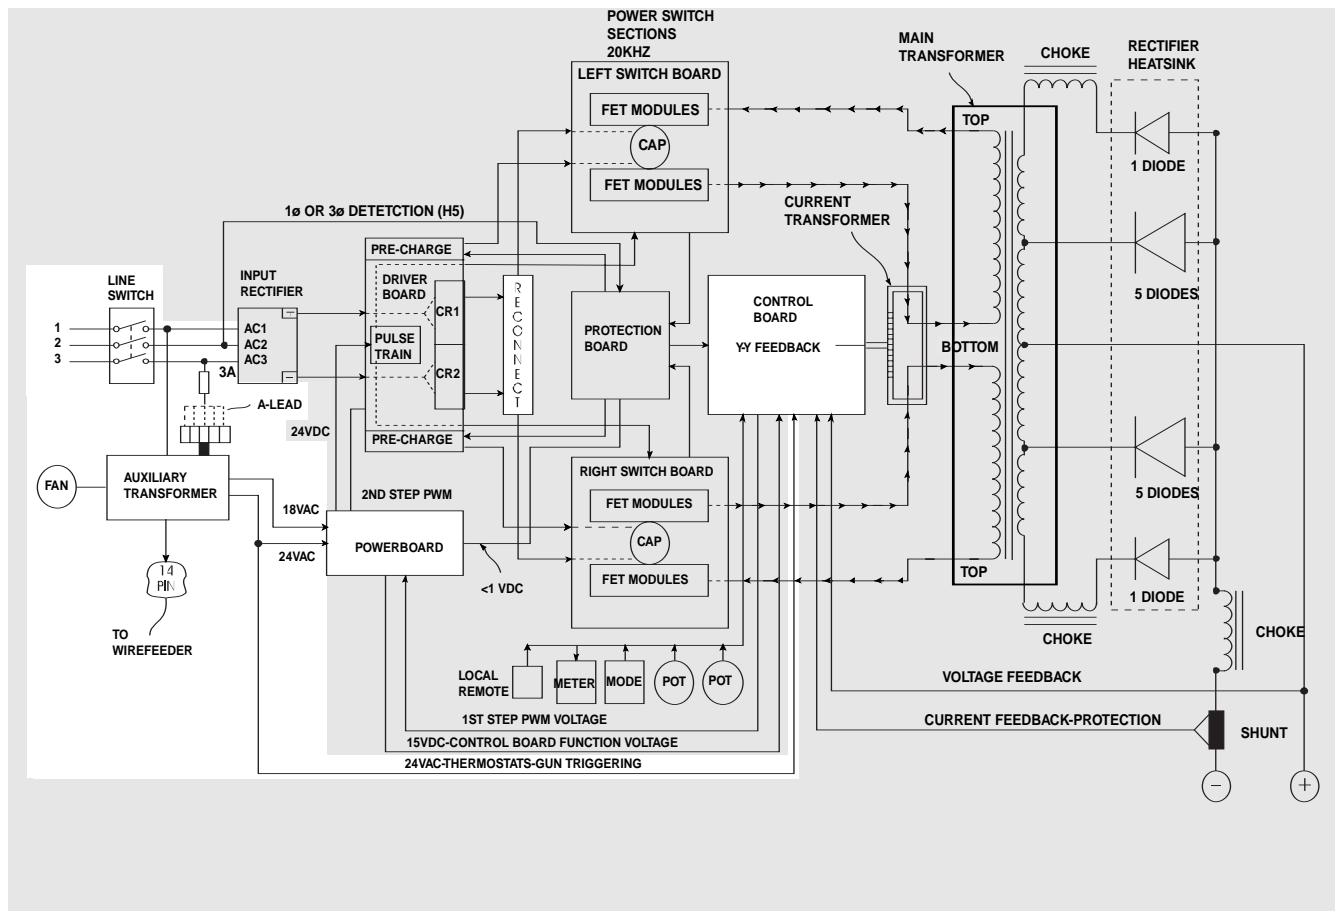 POWER SWITCH
SECTIONS
20KHZ
LEFT SWITCH BOARD
FET MODULES
CAP
FET MODULES
MAIN
TRANSFORMER
CHOKE
RECTIFIER
HEATSINK
TOP
1 DIODE
CURRENT
TRANSFORMER
1ø OR 3ø DETETCTION (H5)
PRE-CHARGE
DRIVER
BOARD
CR1
PULSE
TRAIN
CR2
PRE-CHARGE
RECONNECT
LINE
SWITCH
INPUT
RECTIFIER
1
2
3
AC1
AC2
AC3
3A
A-LEAD
24VDC
PROTECTION
BOARD
CONTROL
BOARD
Y-Y FEEDBACK
BOTTOM
5 DIODES
5 DIODES
FAN
AUXILIARY
TRANSFORMER
18VAC
24VAC
2ND STEP PWM
POWERBOARD
<1 VDC
14
PIN
TO
WIREFEEDER
RIGHT SWITCH BOARD
FET MODULES
CAP
FET MODULES
TOP
1 DIODE
CHOKE
CHOKE
LOCAL
REMOTE
METER
MODE
POT
POT
VOLTAGE FEEDBACK
1ST STEP PWM VOLTAGE
CURRENT FEEDBACK-PROTECTION
SHUNT
15VDC-CONTROL BOARD FUNCTION VOLTAGE
24VAC-THERMOSTATS-GUN TRIGGERING
−
+